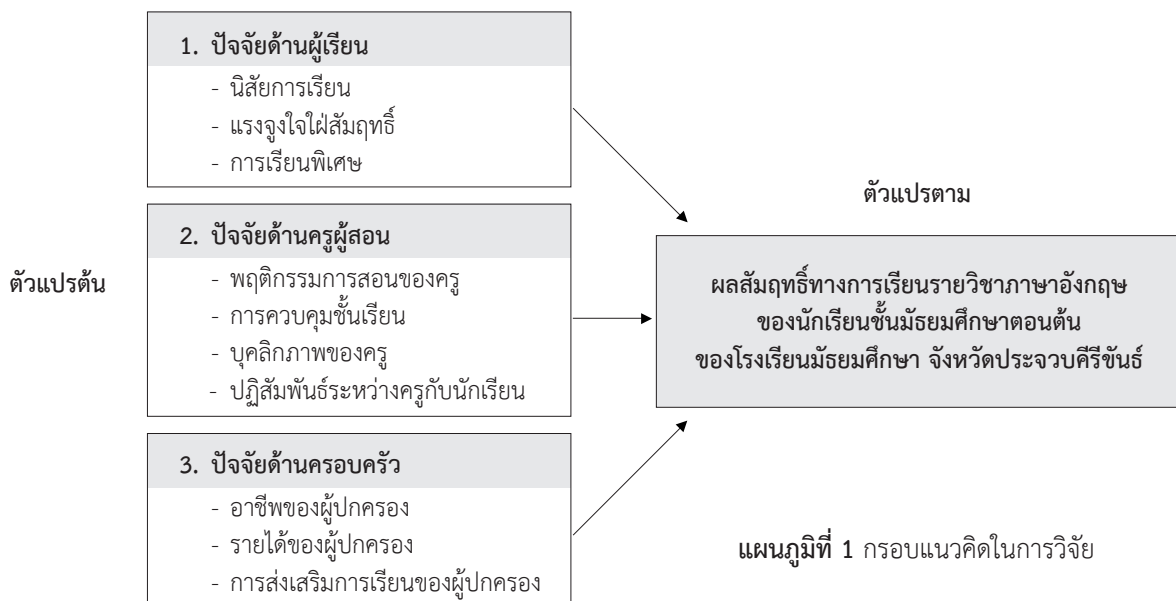 ตัวแปรต้น
1. ปัจจัยด้านผู้เรียน
- นิสัยการเรียน
- แรงจูงใจใฝ่สัมฤทธิ์
- การเรียนพิเศษ
2. ปัจจัยด้านครูผู้สอน
- พฤติกรรมการสอนของครู
- การควบคุมชั้นเรียน
- บุคลิกภาพของครู
- ปฏิสัมพันธ์ระหว่างครูกับนักเรียน
3. ปัจจัยด้านครอบครัว
- อาชีพของผู้ปกครอง
- รายได้ของผู้ปกครอง
- การส่งเสริมการเรียนของผู้ปกครอง
ตัวแปรตาม
ผลสัมฤทธิ์ทางการเรียนรายวิชาภาษาอังกฤษ
ของนักเรียนชั้นมัธยมศึกษาตอนต้น
ของโรงเรียนมัธยมศึกษา จังหวัดประจวบคีรีขันธ์
แผนภูมิที่ 1 กรอบแนวคิดในการวิจัย